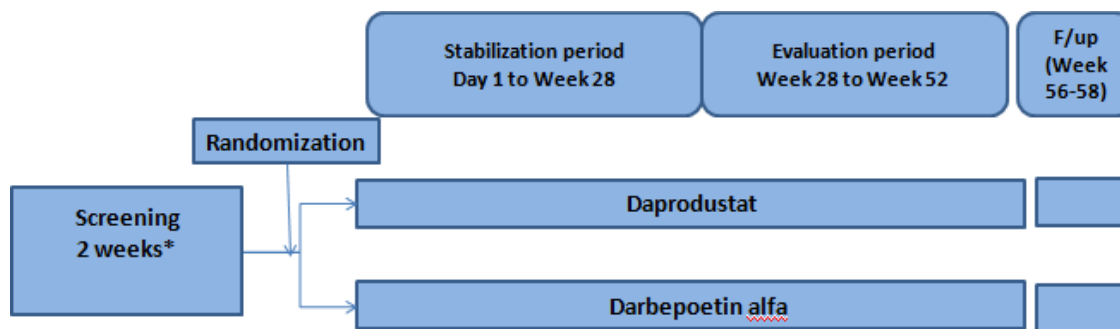 Stabilization period
Day 1 to Week 28
Evaluation period
Week 28 to Week 52
F/up
(Week
56-58)
Randomization
Screening
2 weeks*
Daprodustat
Darbepoetin alfa